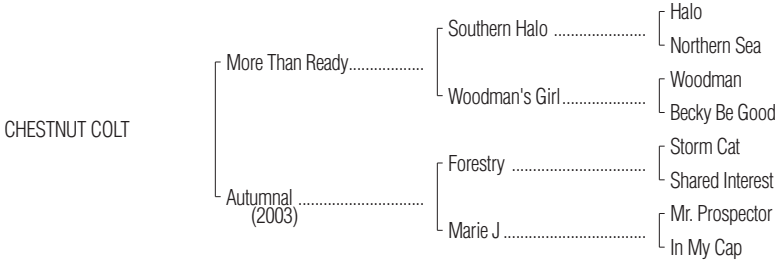 CHESTNUT COLT
More Than Ready..................
Autumnal ..............................
(2003)
Southern Halo ......................
Woodman's Girl....................
Forestry ................................
Marie J ..................................
Halo
Northern Sea
Woodman
Becky Be Good
Storm Cat
Shared Interest
Mr. Prospector
In My Cap